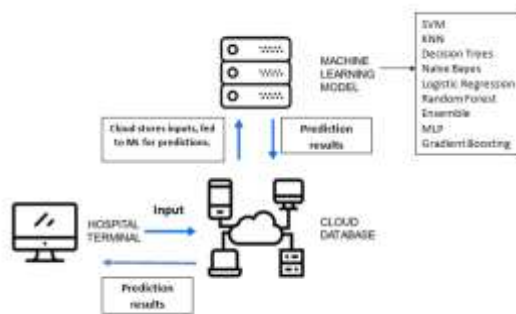 SVM
KNN
Decision Trees
Naive Bayes
Logistic Regression
Random Forest
Ensemble
MLP
Gradient Boosting
MACHINE
LEARNING
MODEL
Cloud stores inputs, fed
to ML for predictions.
Prediction
results
Input
HOSPITAL
TERMINAL
CLOUD
DATABASE
Prediction
results